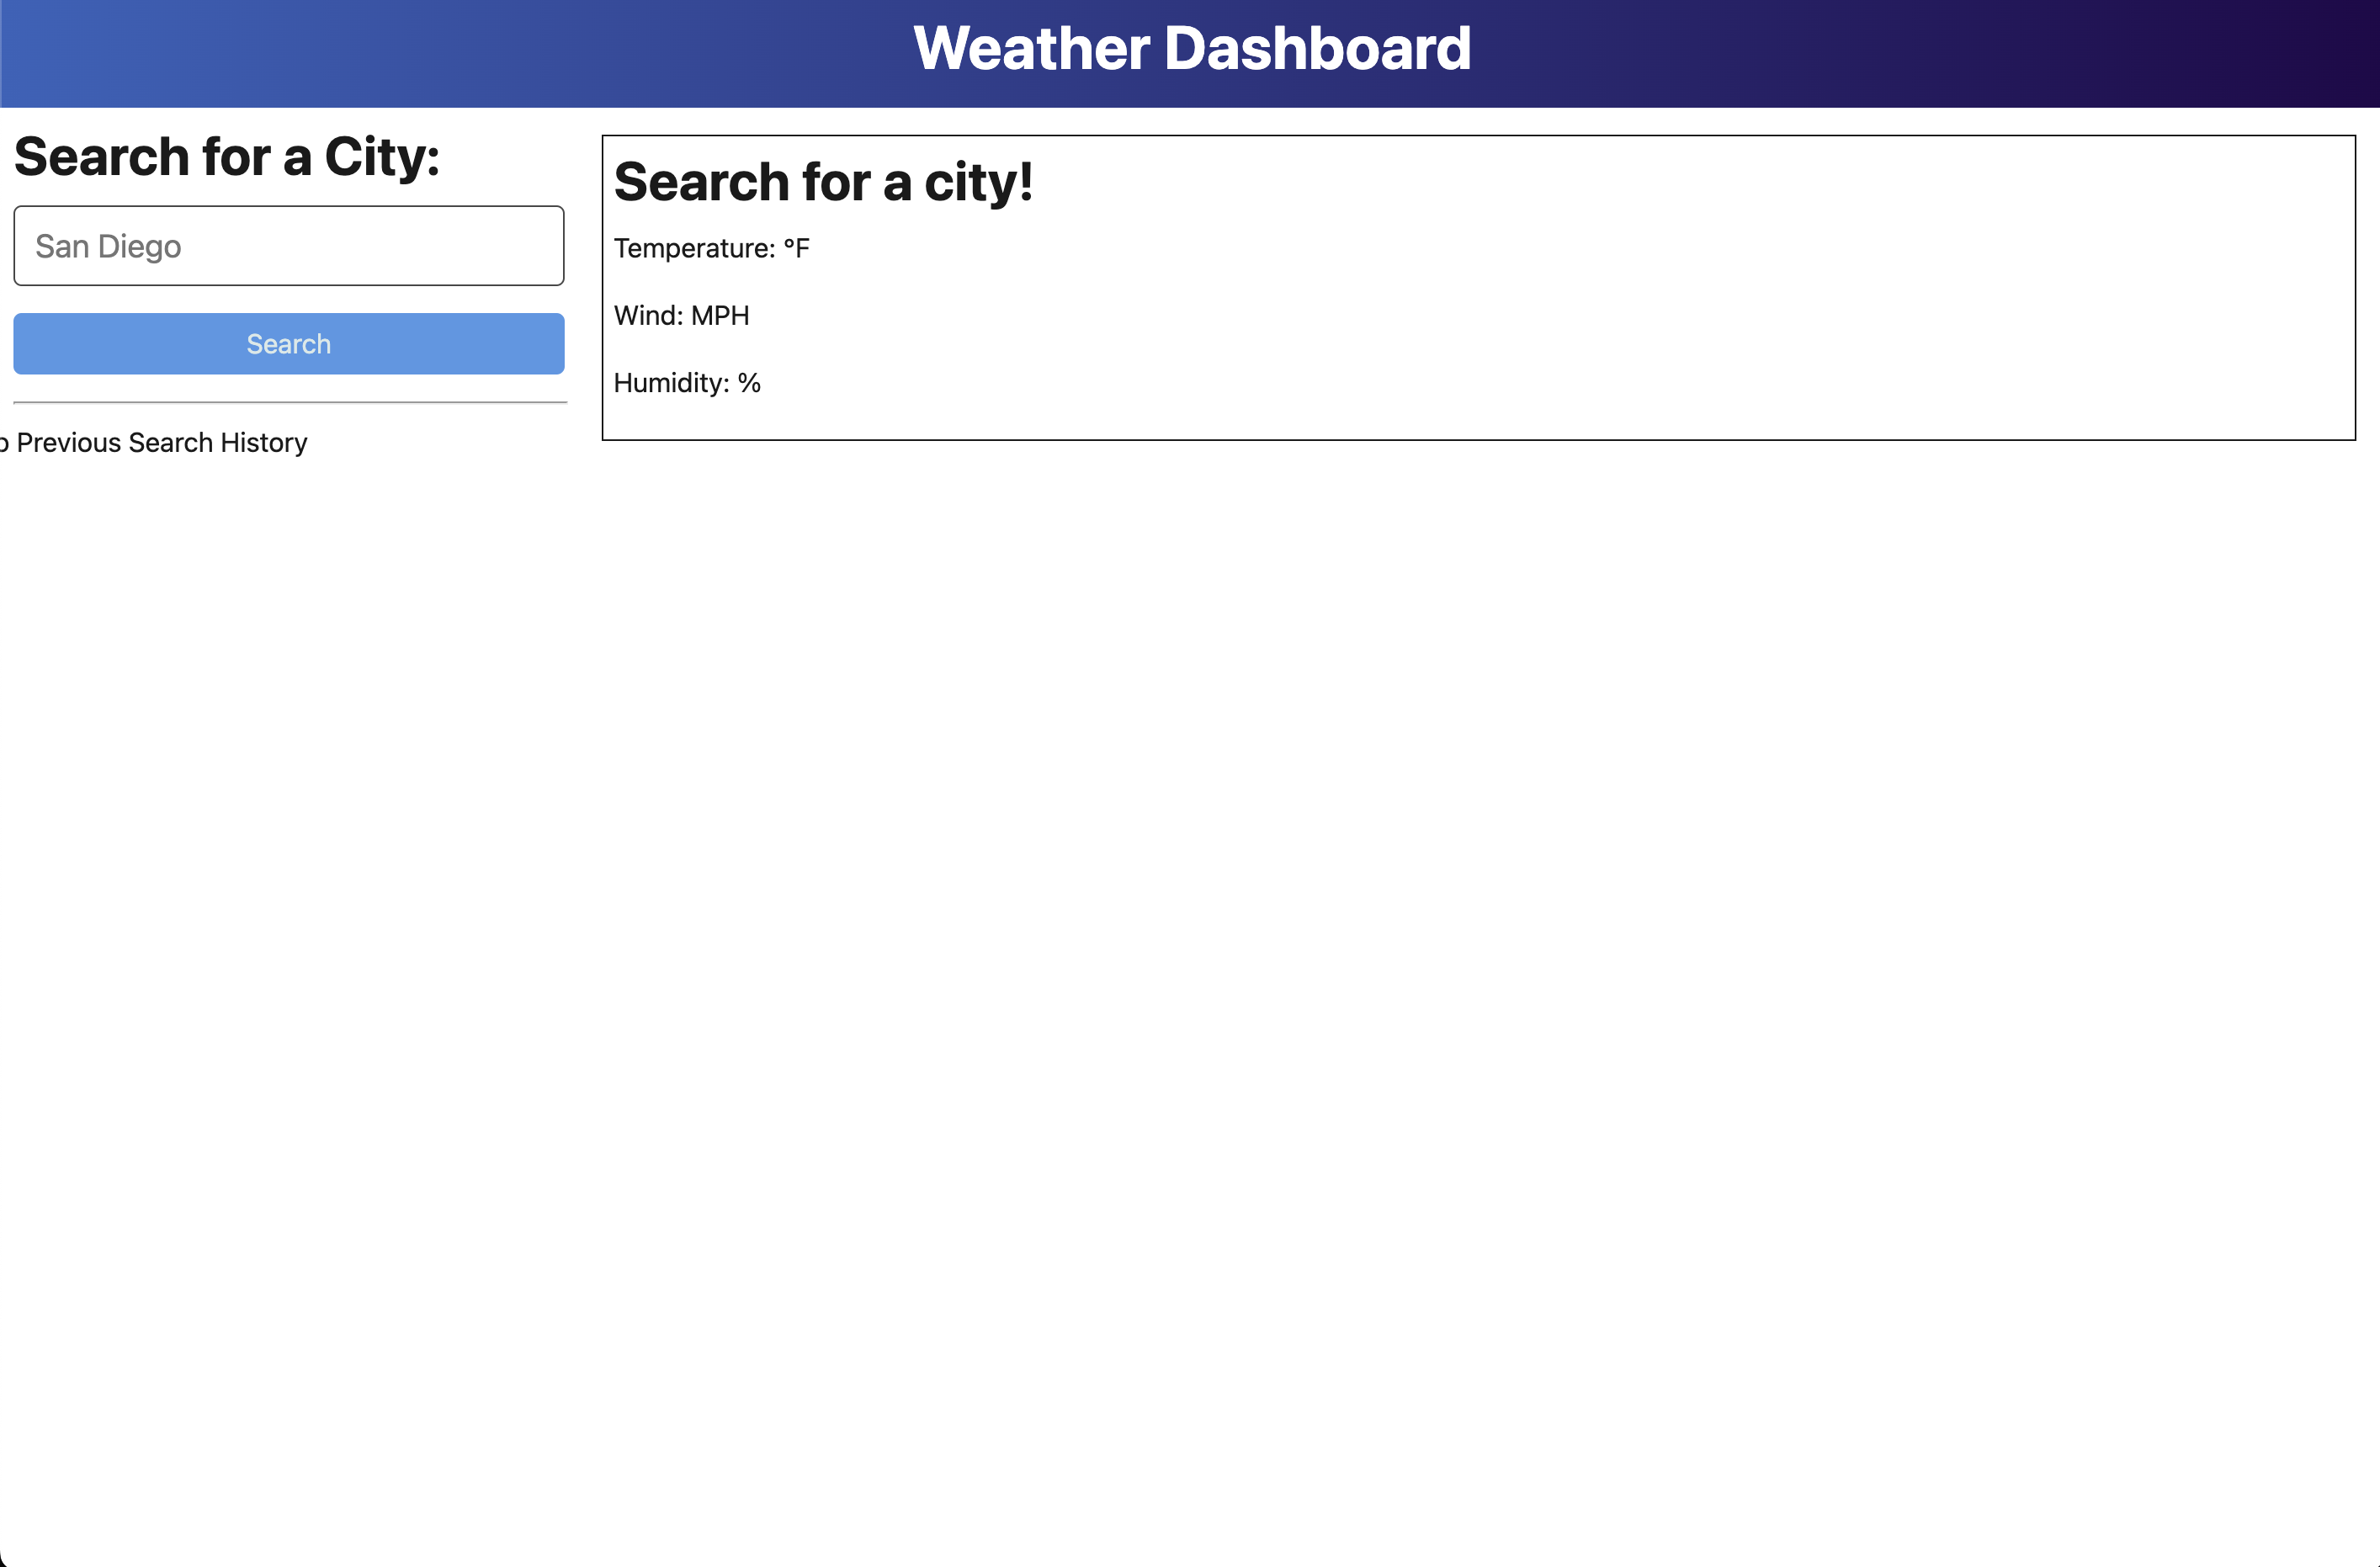 Weather Dashboard
Search for a City:
San Diego
Search
Previous Search History
Search for a city!
Temperature: °F
Wind: MPH
Humidity: %